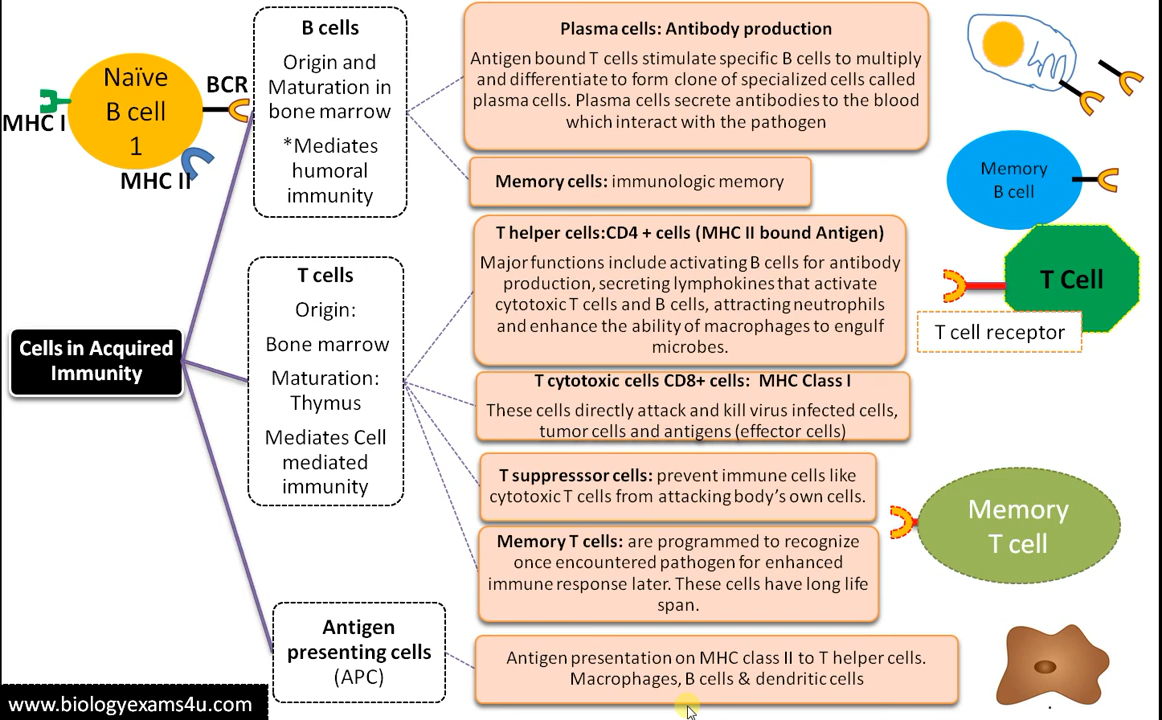 Naïve
B cell
1
BCR
MHC I
MHC II
B cells
Origin and
Maturation in
bone marrow
*Mediates
humoral
immunity
Plasma cells: Antibody production
Antigen bound T cells stimulate specific B cells to multiply
and differentiate to form clone of specialized cells called
plasma cells. Plasma cells secrete antibodies to the blood
which interact with the pathogen
Memory cells: immunologic memory
Memory
B cell
T helper cells:CD4 + cells (MHC II bound Antigen)
Major functions include activating B cells for antibody
production, secreting lymphokines that activate
cytotoxic T cells and B cells, attracting neutrophils
and enhance the ability of macrophages to engulf
microbes.
T Cell
T cell receptor
Cells in Acquired
Immunity
T cells
Origin:
Bone marrow
Maturation:
Thymus
Mediates Cell
mediated
immunity
T cytotoxic cells CD8+ cells: MHC Class I
These cells directly attack and kill virus infected cells,
tumor cells and antigens (effector cells)
T suppresssor cells: prevent immune cells like
cytotoxic T cells from attacking body's own cells.
Memory T cells: are programmed to recognize
once encountered pathogen for enhanced
immune response later. These cells have long life
span.
Memory
T cell
Antigen
presenting cells
(APC)
Antigen presentation on MHC class II to T helper cells.
Macrophages, B cells & dendritic cells
www.biologyexams4u.com